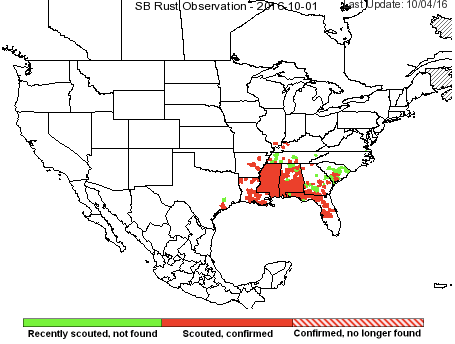 SB Rust Observation - 2016-10-01
Last Update: 10/04/16
Recently scouted, not found
Scouted, confirmed
Confirmed, no longer found